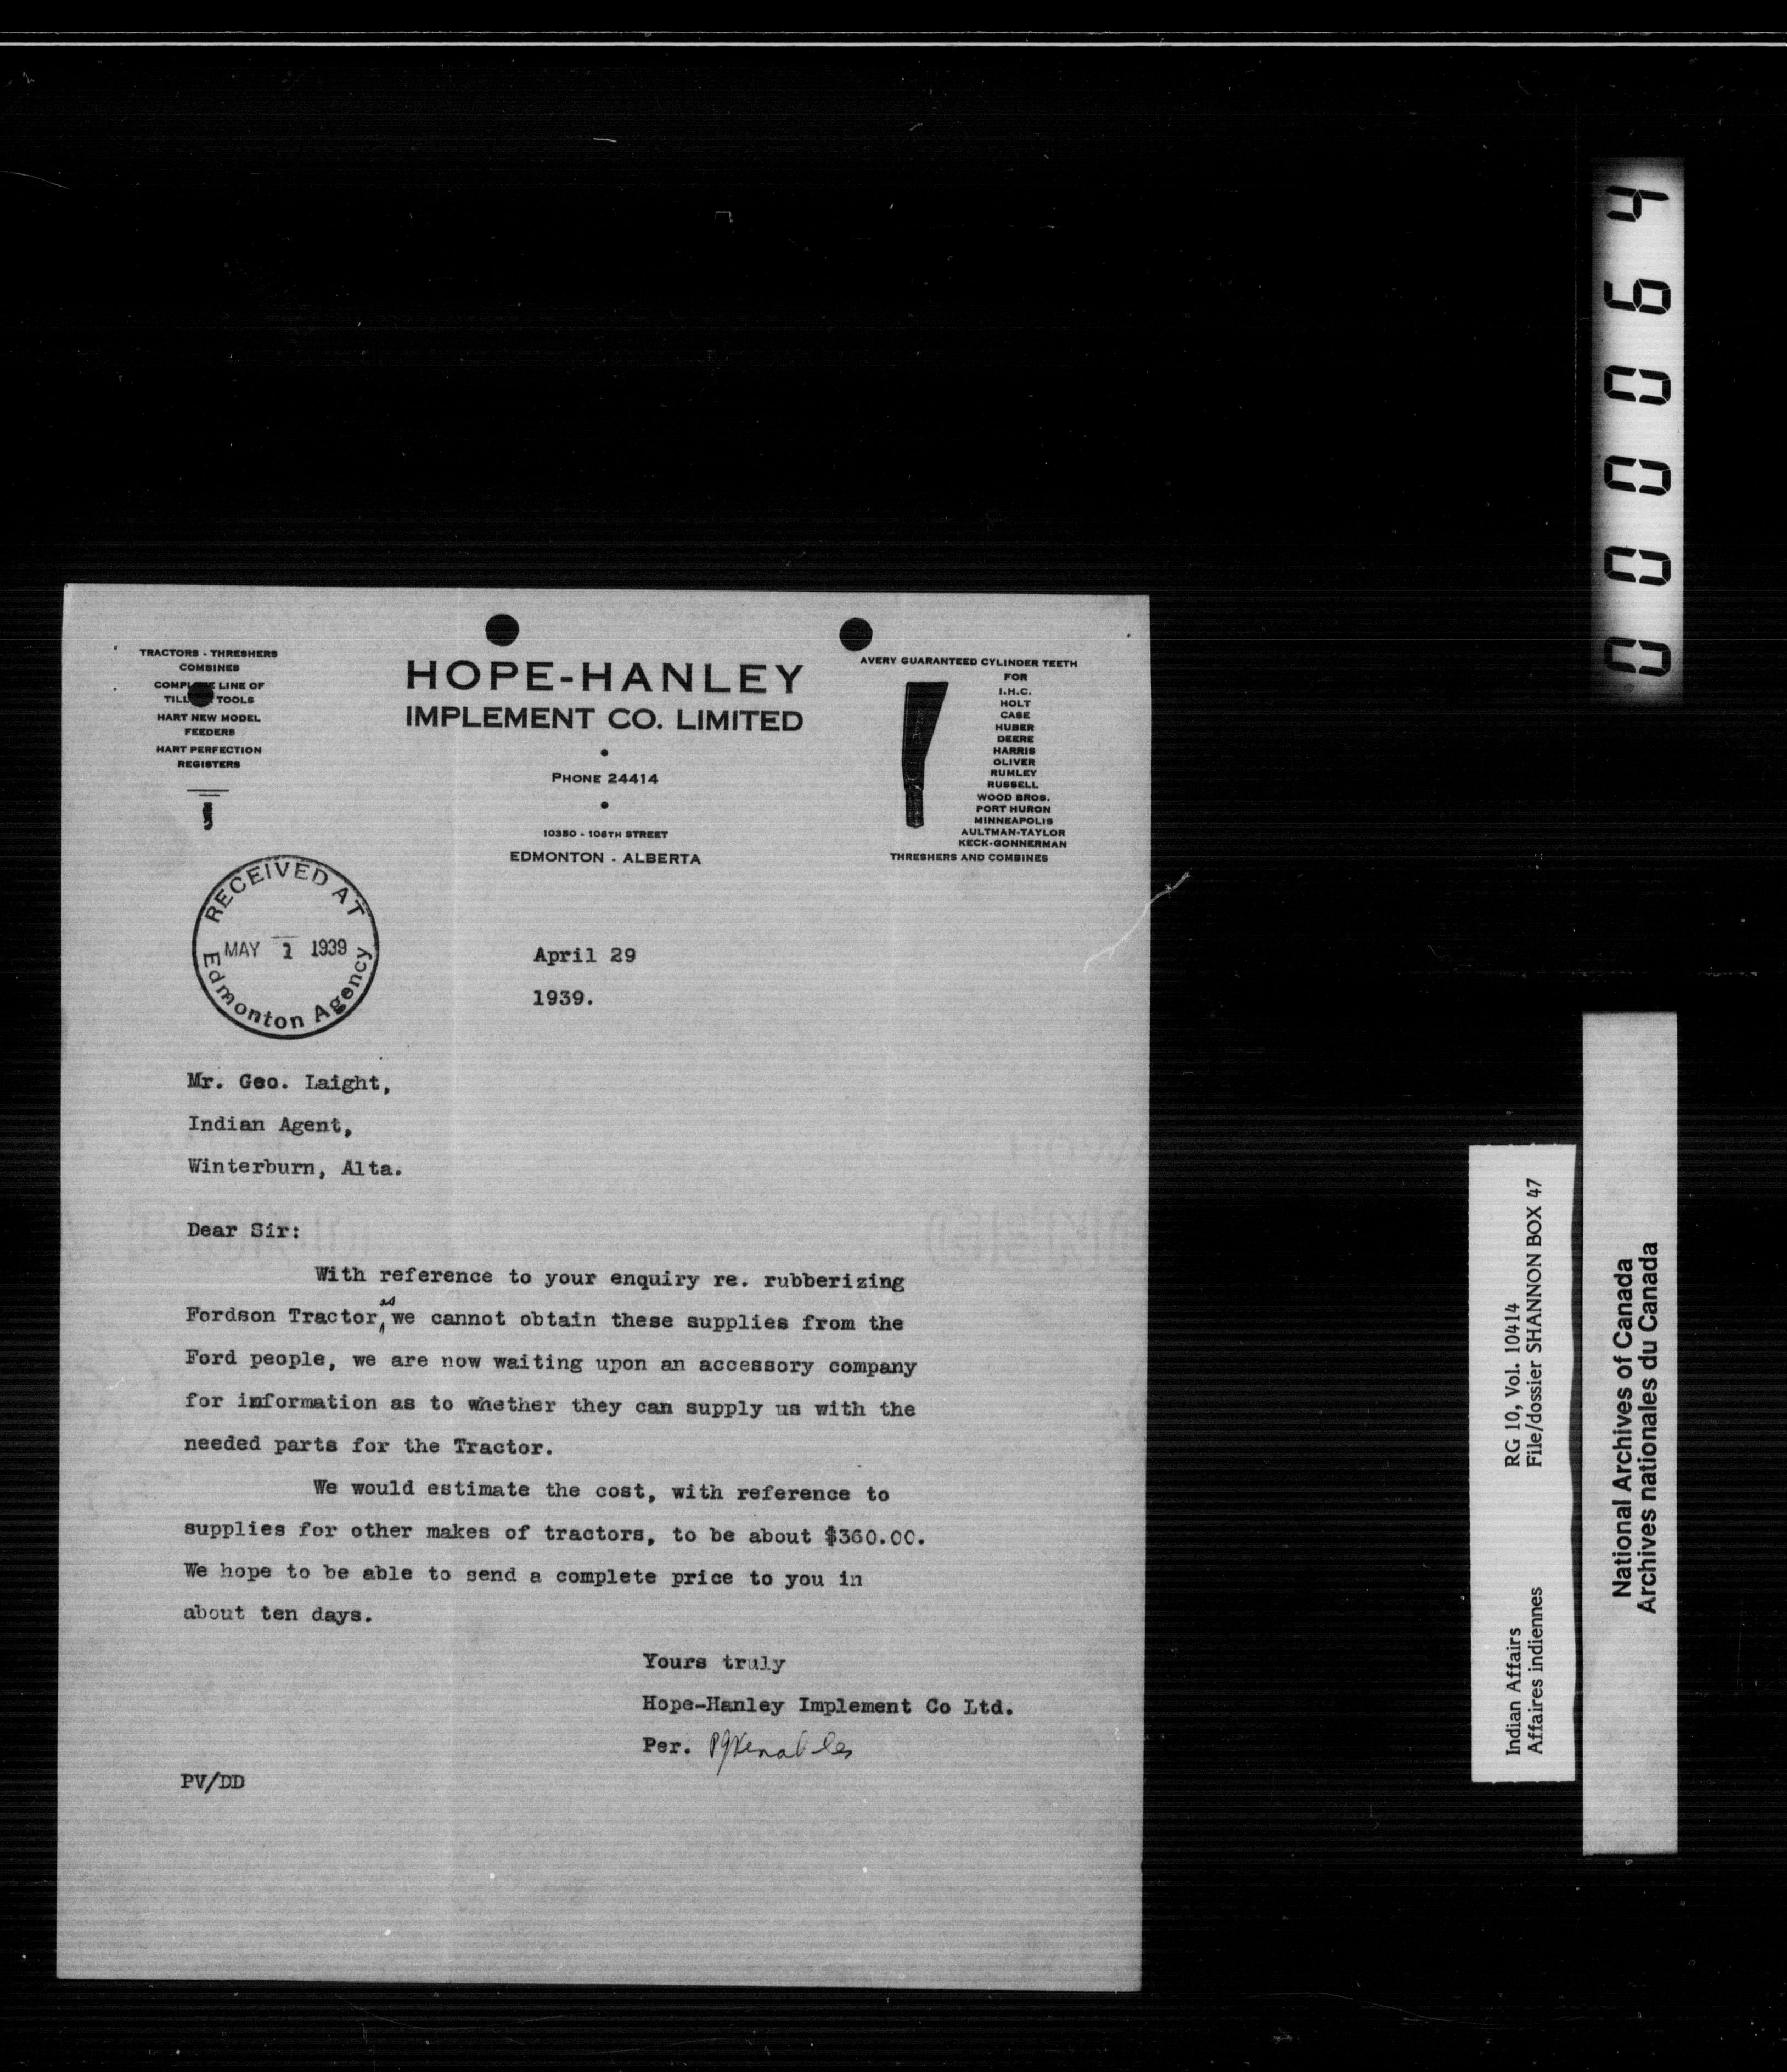 TRACTORS - THRESHERS
COMBINES
LINE OF
TOOLS
HART NEW MODEL
FEEDERS
HART PERFECTION
REGISTERS
HOPE-HANLEY
IMPLEMENT CO. LIMITED
PHONE 24414
10380 - 106TH STREET
EDMONTON - ALBERTA
AVERY GUARANTEED CYLINDER TEETH
FOR
I.H.C.
HOLT
CASE
HUBER
DEERE
HARRIS
OLIVER
RUMLEY
RUSSELL
WOOD BROS.
PORT HURON
MINNEAPOLIS
AULTMAN-TAYLOR
KECK-GONNERMAN
THRESHERS AND COMBINES
RECEIVED AT
MAY 1 1939
Edmonton Agency
April 29
1939.
Mr. Geo. Laight,
Indian Agent,
Winterburn, Alta.
Dear Sir:
With reference to your enquiry re. rubberizing
Fordson Tractor, as we cannot obtain these supplies from the
Ford people, we are now waiting upon an accessory company
for information as to whether they can supply us with the
needed parts for the Tractor.
We would estimate the cost, with reference to
supplies for other makes of tractors, to be about $360.00.
We hope to be able to send a complete price to you in
about ten days.
Yours truly
Hope-Hanley Implement Co Ltd.
Per. PJVenables
PV/DD
000064
Indian Affairs RG 10, Vol. 10414
Affaires indiennes File/dossier SHANNON BOX 47
National Archives of Canada
Archives nationales du Canada